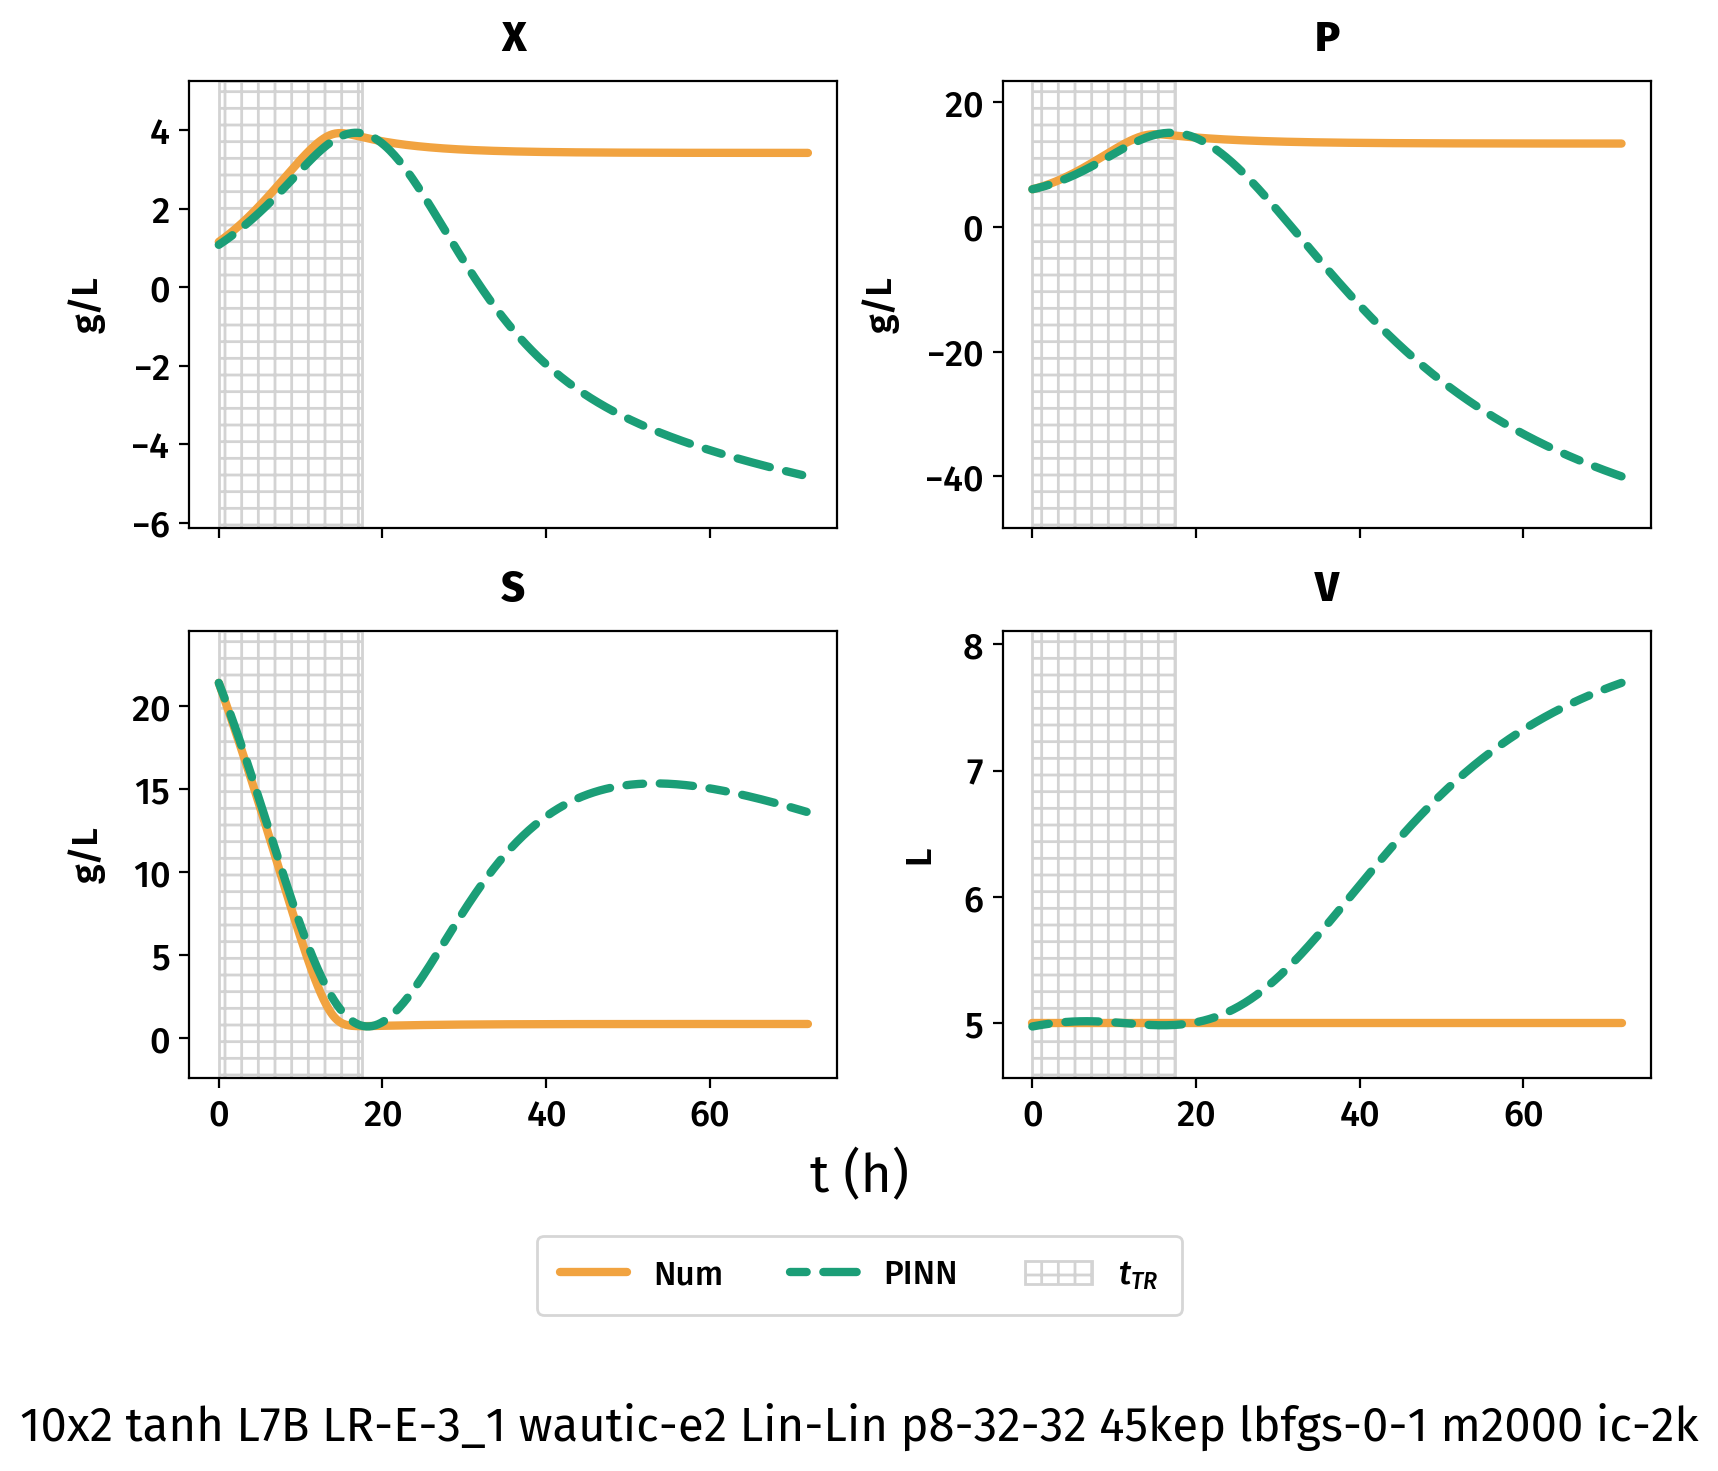 X
4
2
0
−2
−4
−6
g/L
P
20
0
−20
−40
g/L
S
20
15
10
5
0
g/L
0 20 40 60
V
8
7
6
5
L
0 20 40 60
t (h)
Num PINN tTR
10x2 tanh L7B LR-E-3_1 wautic-e2 Lin-Lin p8-32-32 45kep lbfgs-0-1 m2000 ic-2k